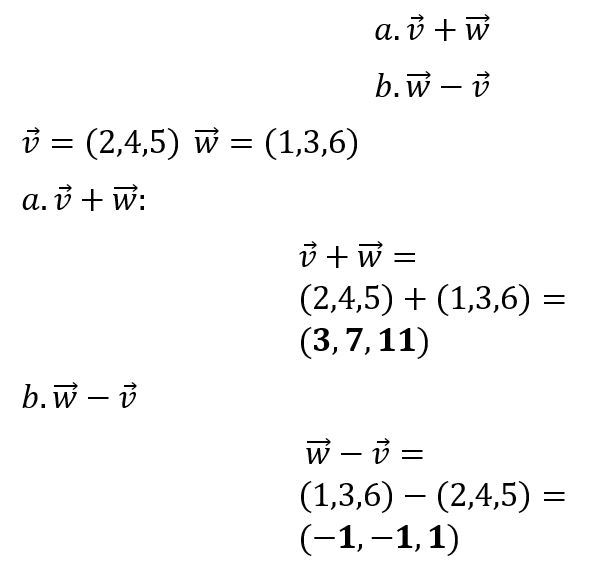 a. v⃗ + w⃗
b. w⃗ − v⃗
v⃗ = (2,4,5) w⃗ = (1,3,6)
a. v⃗ + w⃗:
v⃗ + w⃗ =
(2,4,5) + (1,3,6) =
(3, 7, 11)
b. w⃗ − v⃗
w⃗ − v⃗ =
(1,3,6) − (2,4,5) =
(−1, −1, 1)